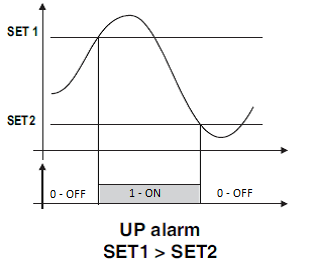 SET 1
SET2
0 - OFF 1 - ON 0 - OFF
UP alarm
SET1 > SET2